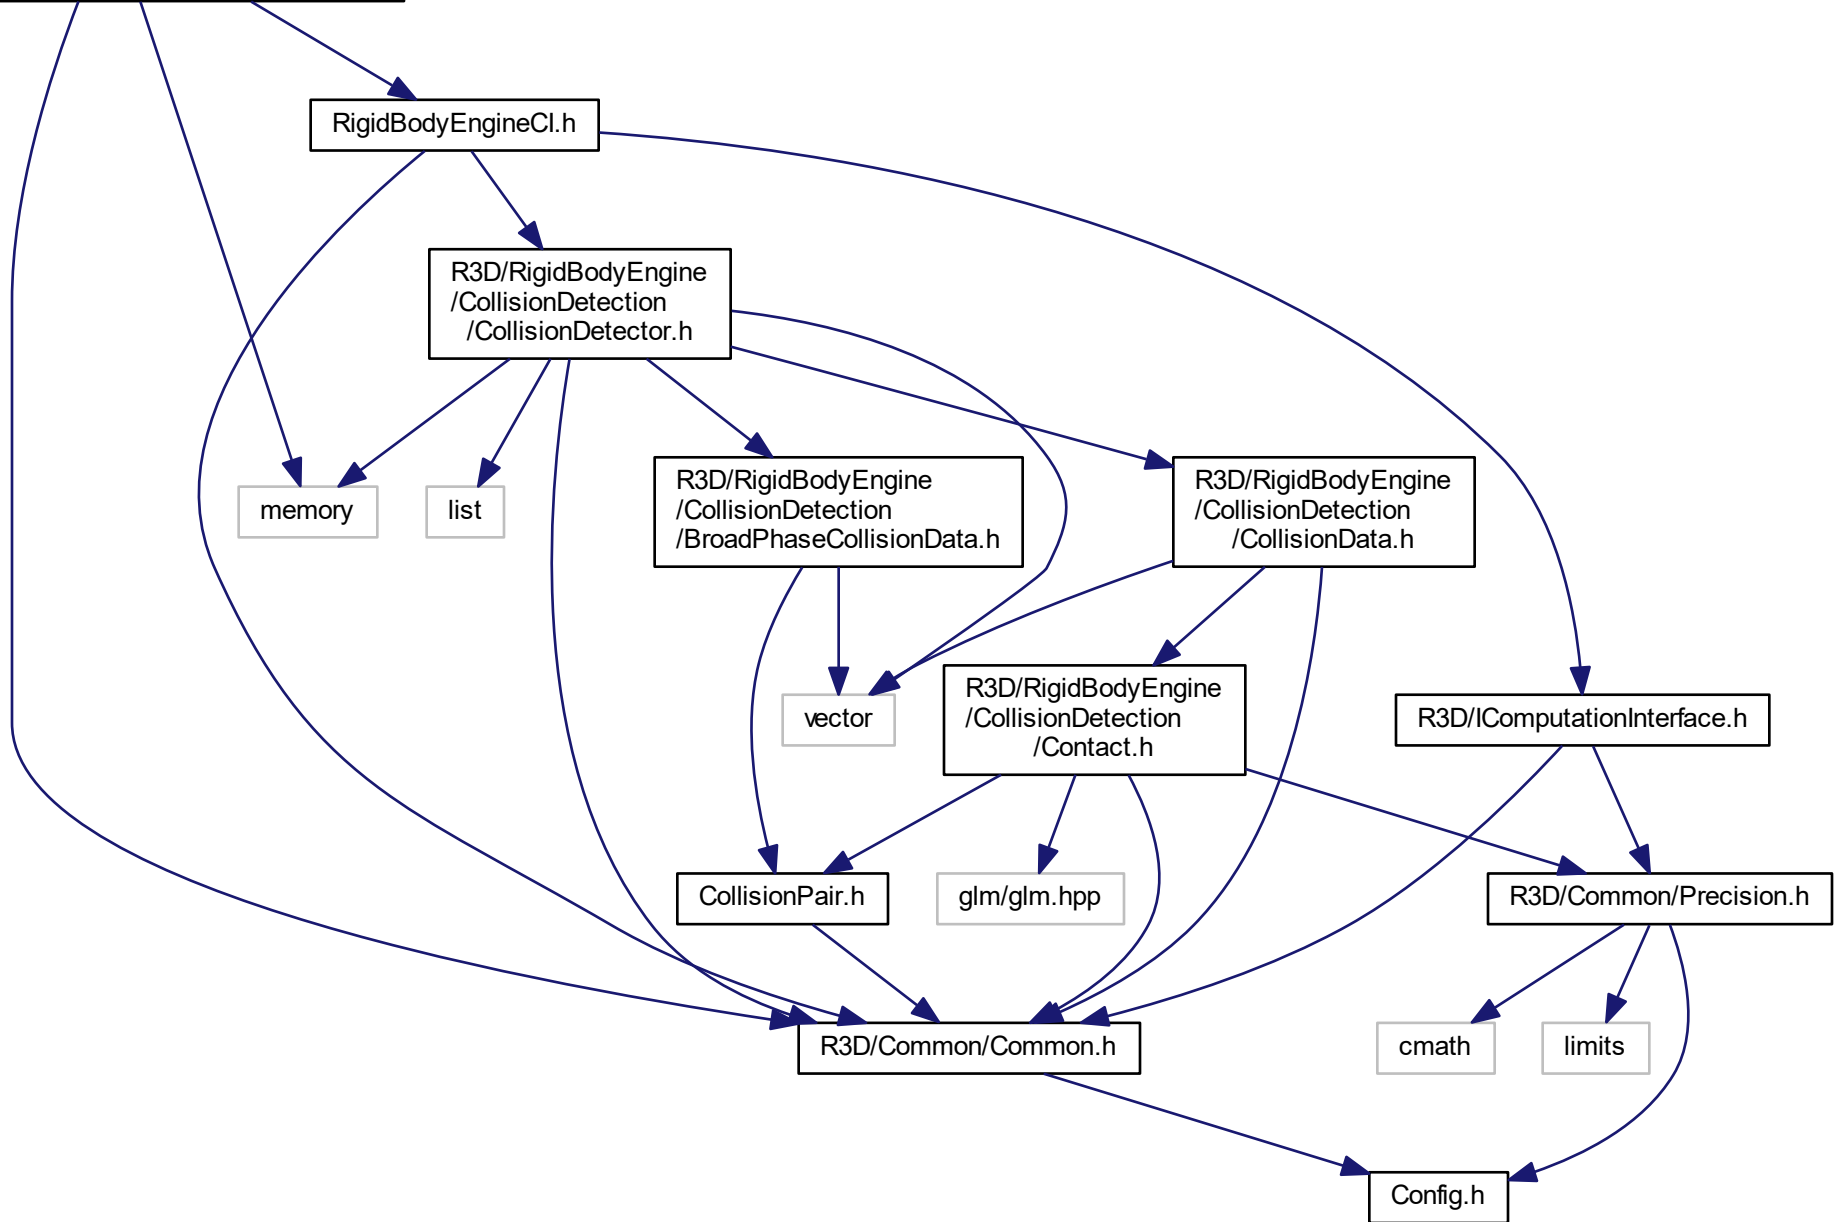 RigidBodyEngineCI.h
R3D/RigidBodyEngine
/CollisionDetection
/CollisionDetector.h
memory
list
R3D/RigidBodyEngine
/CollisionDetection
/BroadPhaseCollisionData.h
R3D/RigidBodyEngine
/CollisionDetection
/CollisionData.h
vector
R3D/RigidBodyEngine
/CollisionDetection
/Contact.h
R3D/IComputationInterface.h
CollisionPair.h
glm/glm.hpp
R3D/Common/Precision.h
R3D/Common/Common.h
cmath
limits
Config.h